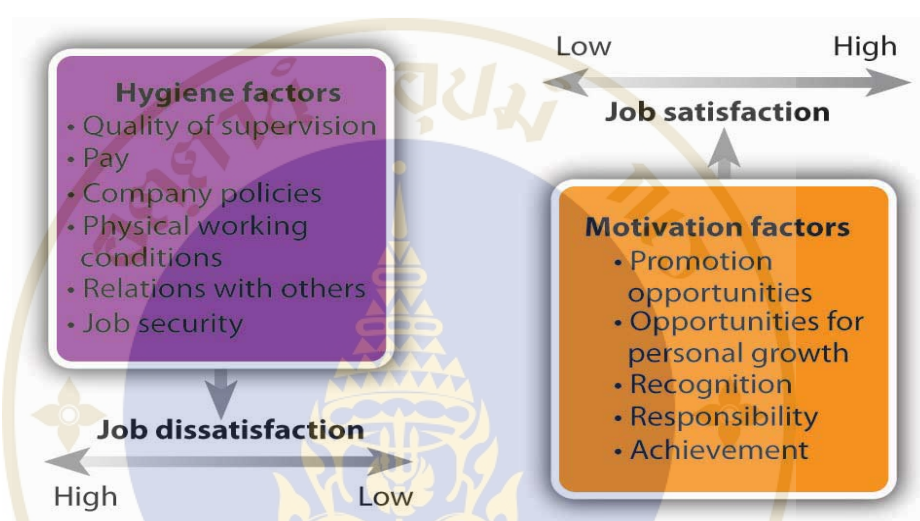 Hygiene factors
• Quality of supervision
• Pay
• Company policies
• Physical working
conditions
• Relations with others
• Job security
Job dissatisfaction
High Low
Low High
Job satisfaction
Motivation factors
• Promotion
opportunities
• Opportunities for
personal growth
• Recognition
• Responsibility
• Achievement